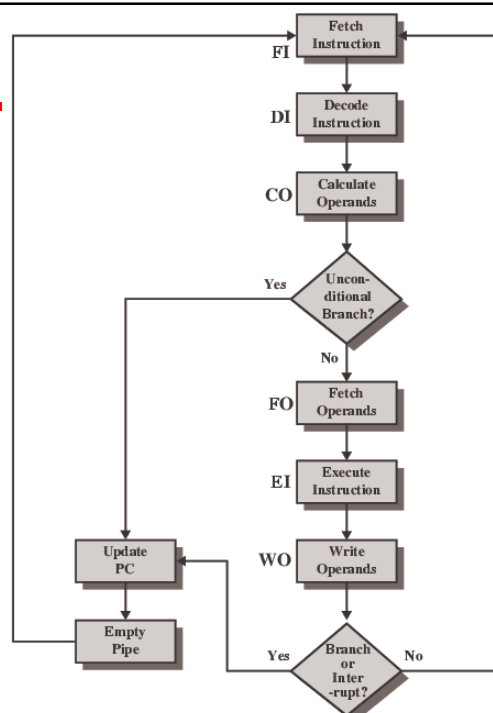 Fetch
Instruction
FI
Decode
Instruction
DI
Calculate
Operands
CO
Yes
Uncon-
ditional
Branch?
No
Fetch
Operands
FO
Execute
Instruction
EI
Update
PC
WO
Write
Operands
Empty
Pipe
Yes
Branch
or
Inter
-rupt?
No